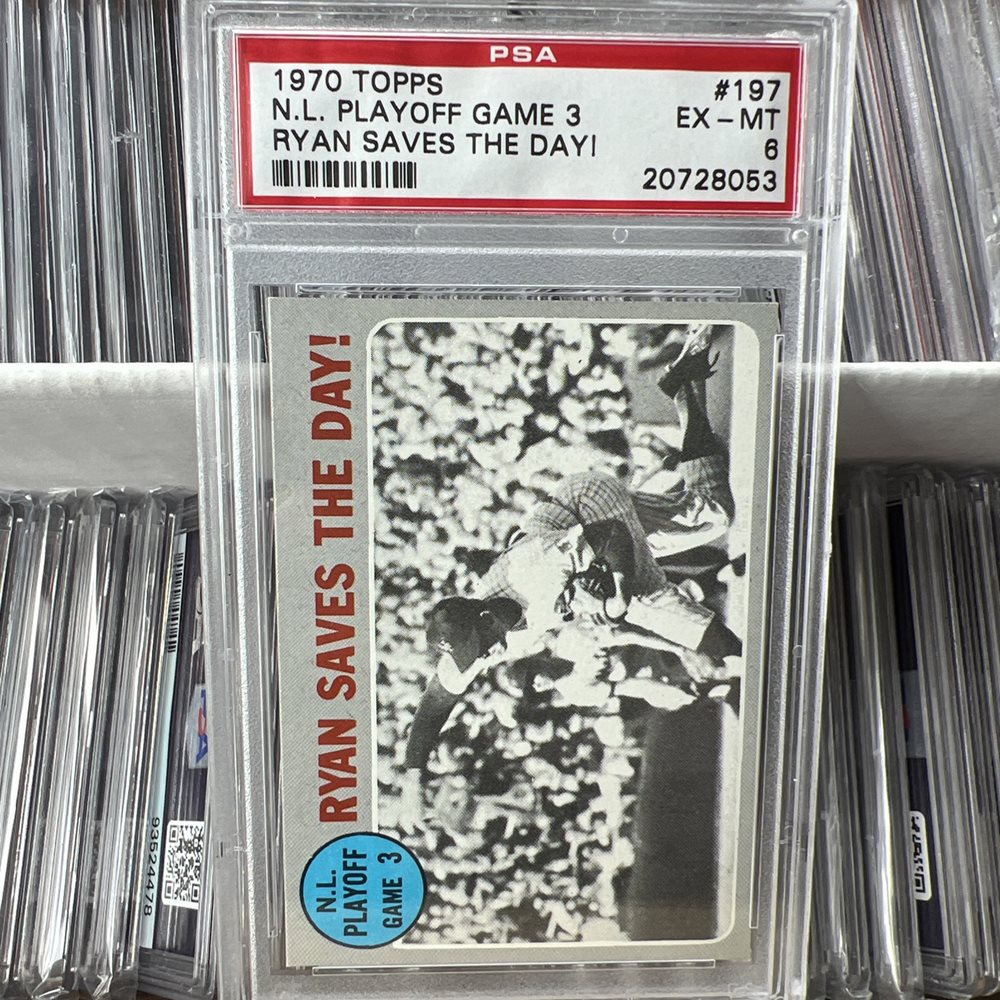 PSA
1970 TOPPS
N.L. PLAYOFF GAME 3
RYAN SAVES THE DAY!
#197
EX - MT
6
20728053
RYAN SAVES THE DAY!
N.L.
PLAYOFF
GAME 3
93524478